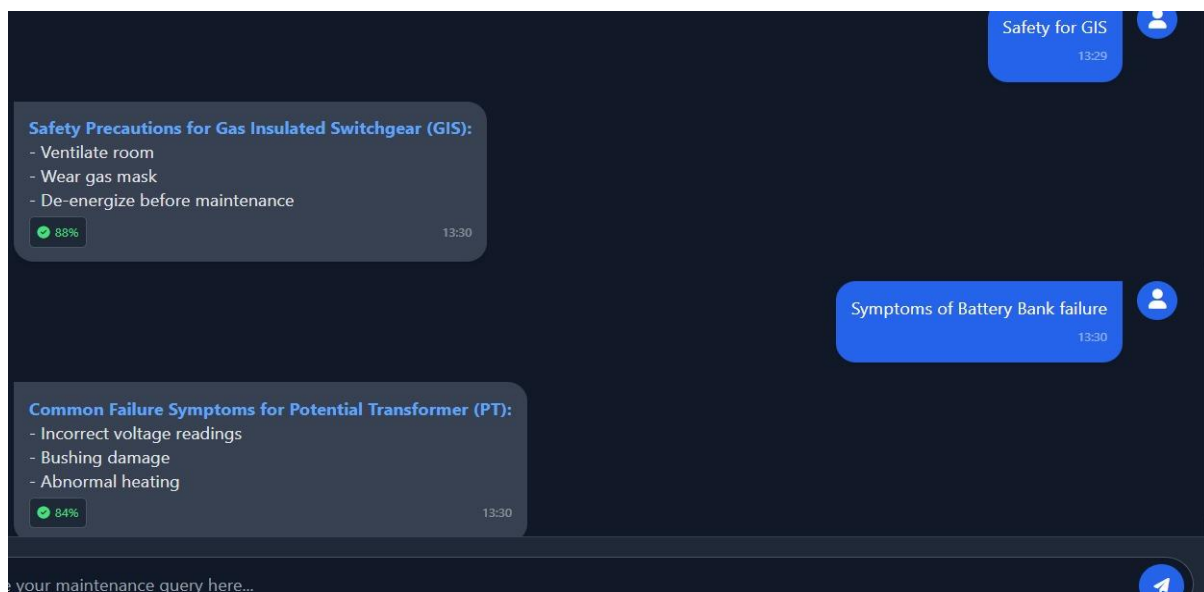 Safety for GIS
13:29
Safety Precautions for Gas Insulated Switchgear (GIS):
- Ventilate room
- Wear gas mask
- De-energize before maintenance
88%
13:30
Symptoms of Battery Bank failure
13:30
Common Failure Symptoms for Potential Transformer (PT):
- Incorrect voltage readings
- Bushing damage
- Abnormal heating
84%
13:30
your maintenance query here...